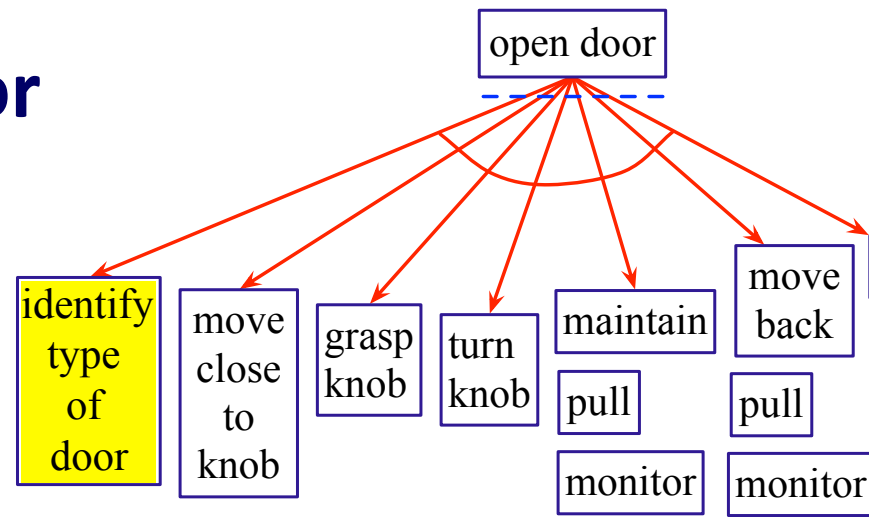 or
open door
identify
type
of
door
move
close
to
knob
grasp
knob
turn
knob
maintain
pull
monitor
move
back
pull
monitor